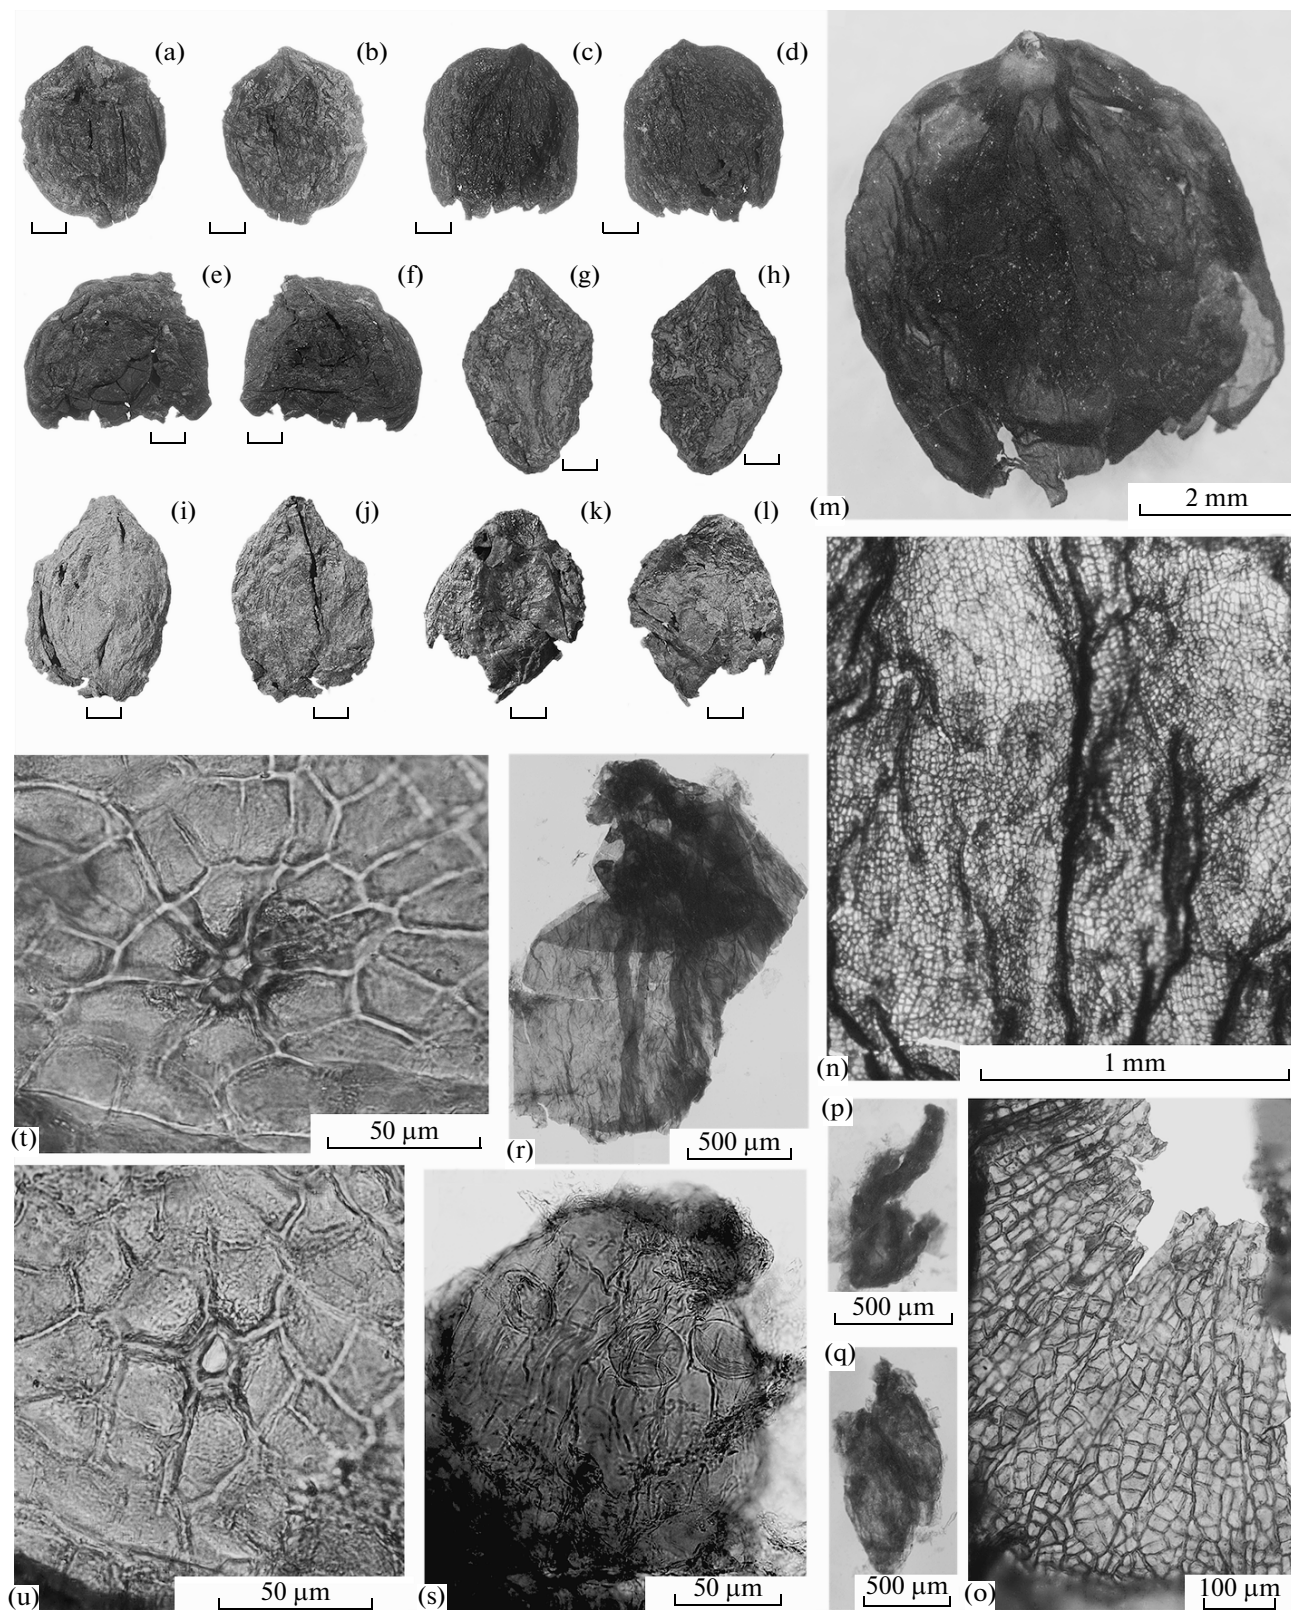 (a)
(b)
(c)
(d)
(e)
(f)
(g)
(h)
(i)
(j)
(k)
(l)
(m)
2 mm
(n)
1 mm
(t)
50 µm
(r)
500 µm
(p)
500 µm
(q)
500 µm
(o)
100 µm
(u)
50 µm
(s)
50 µm